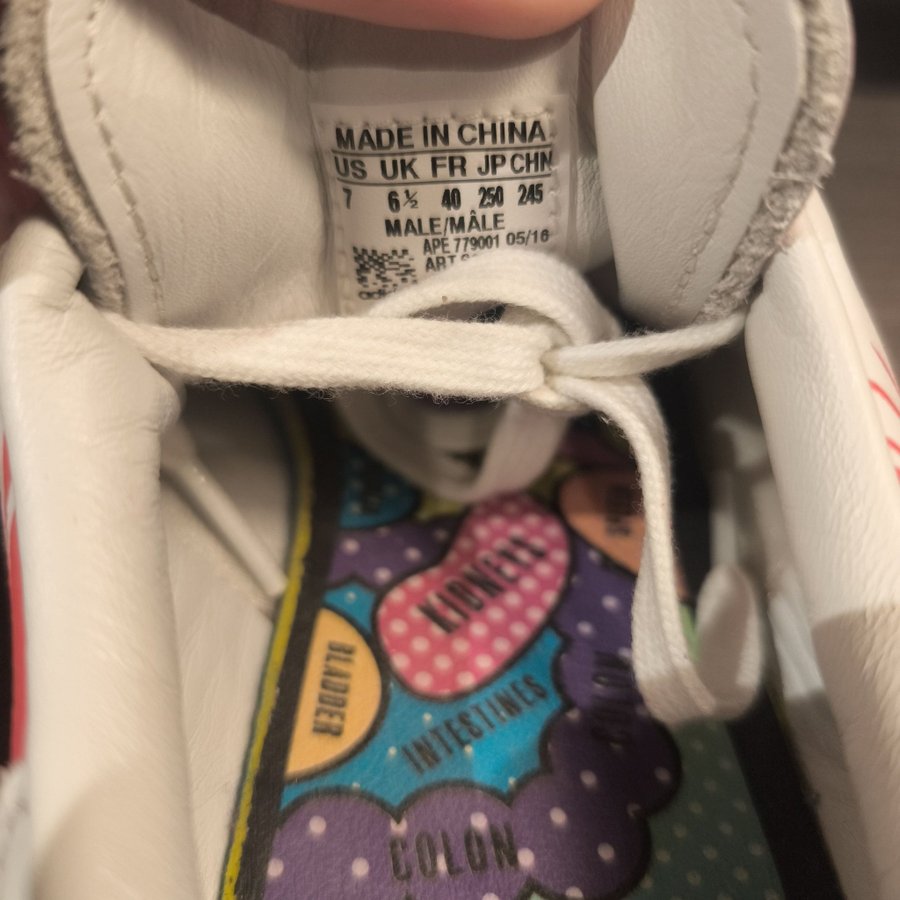 MADE IN CHINA
US UK FR JP CHN
7 6½ 40 250 245
MALE/MÂLE
APE 779001 05/16
ART
KIDNEYS
BLADDER
INTESTINES
COLON